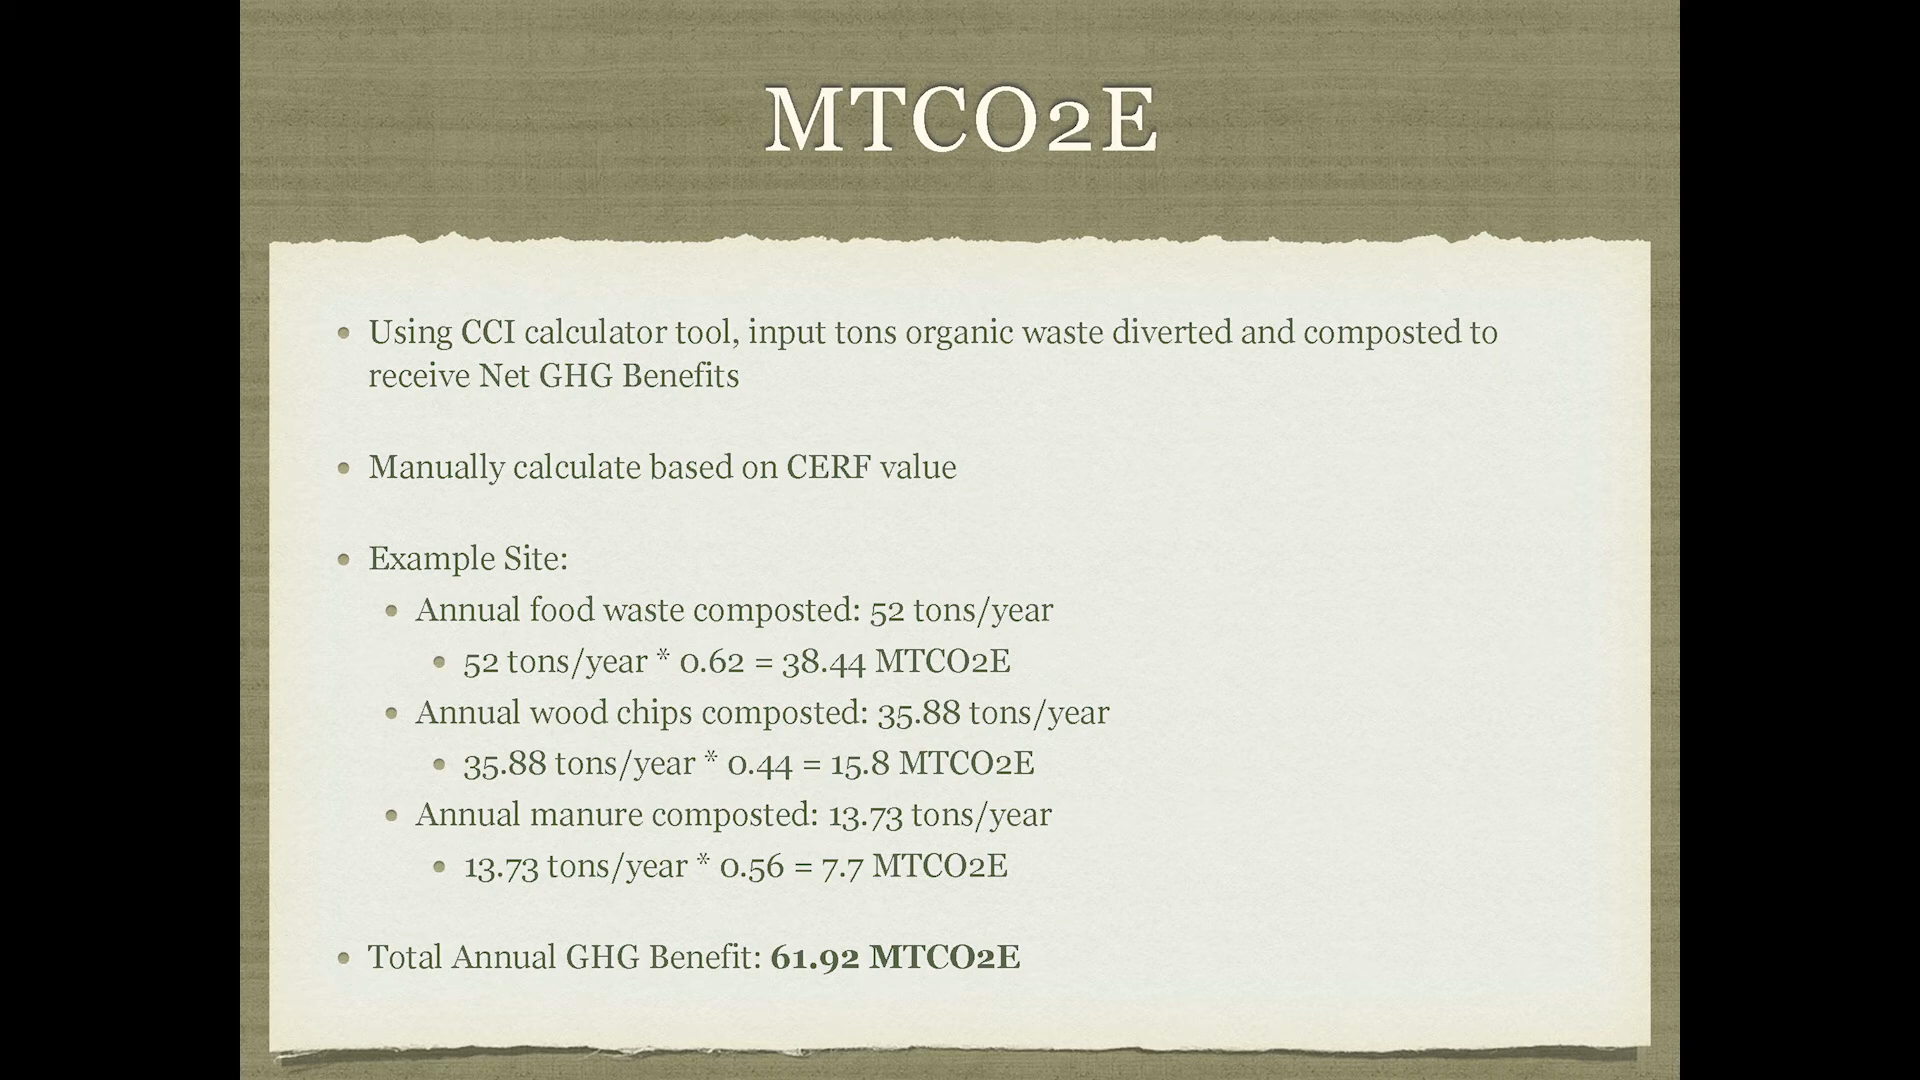 MTCO2E
Using CCI calculator tool, input tons organic waste diverted and composted to
receive Net GHG Benefits
Manually calculate based on CERF value
Example Site:
Annual food waste composted: 52 tons/year
52 tons/year * 0.62 = 38.44 MTCO2E
Annual wood chips composted: 35.88 tons/year
35.88 tons/year * 0.44 = 15.8 MTCO2E
Annual manure composted: 13.73 tons/year
13.73 tons/year * 0.56 = 7.7 MTCO2E
Total Annual GHG Benefit: 61.92 MTCO2E